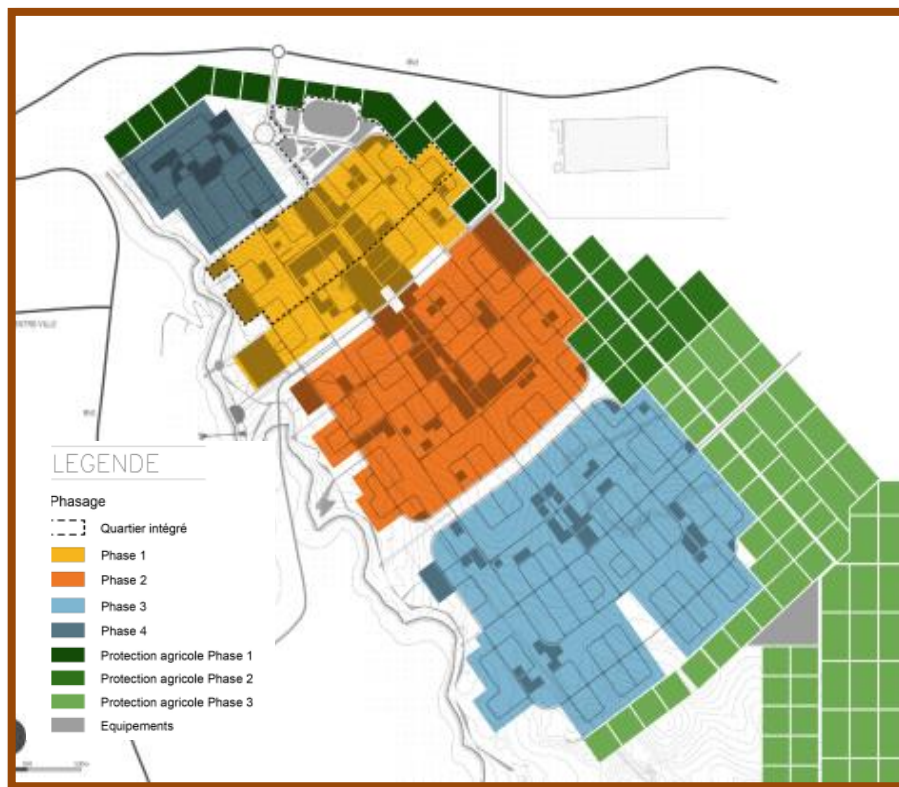 LEGENDE
Phasage
Quartier intégré
Phase 1
Phase 2
Phase 3
Phase 4
Protection agricole Phase 1
Protection agricole Phase 2
Protection agricole Phase 3
Equipements